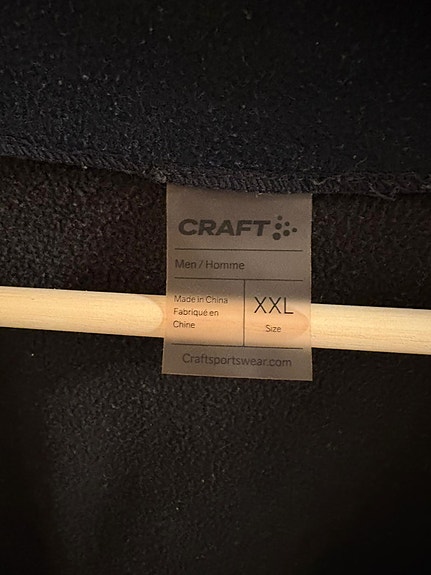 CRAFT
Men / Homme
Made in China
Fabriqué en
Chine
XXL
Size
Craftsportswear.com